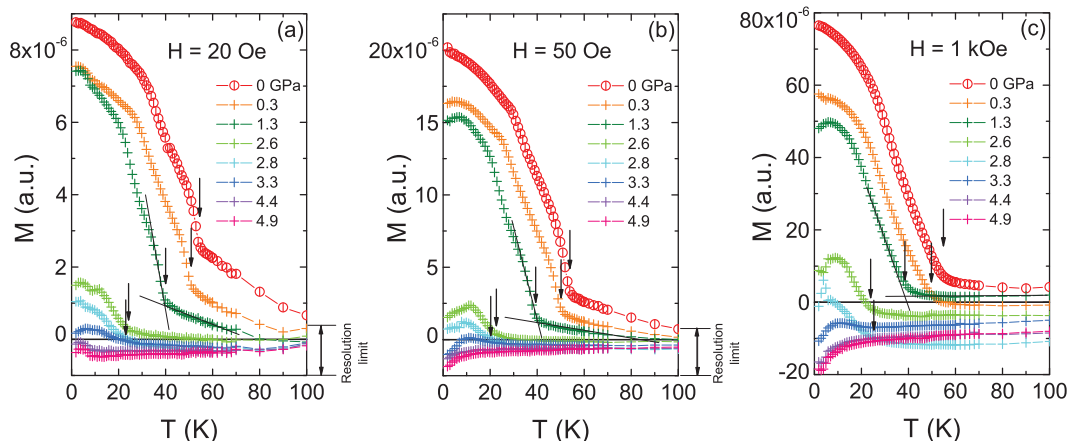 (a)
H = 20 Oe
8x10-6
6
4
2
0
M (a.u.)
0 GPa
0.3
1.3
2.6
2.8
3.3
4.4
4.9
Resolution
limit
0 20 40 60 80 100
T (K)
(b)
H = 50 Oe
20x10-6
15
10
5
0
M (a.u.)
0 GPa
0.3
1.3
2.6
2.8
3.3
4.4
4.9
Resolution
limit
0 20 40 60 80 100
T (K)
(c)
H = 1 kOe
80x10-6
60
40
20
0
-20
M (a.u.)
0 GPa
0.3
1.3
2.6
2.8
3.3
4.4
4.9
0 20 40 60 80 100
T (K)